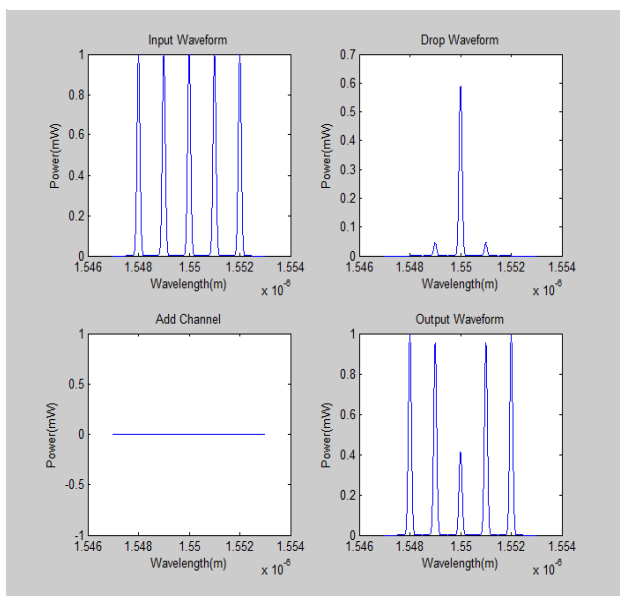 Input Waveform
Power(mW)
1
0.8
0.6
0.4
0.2
0
1.546 1.548 1.55 1.552 1.554
Wavelength(m)
x 10⁻⁶
Drop Waveform
Power(mW)
0.7
0.6
0.5
0.4
0.3
0.2
0.1
0
1.546 1.548 1.55 1.552 1.554
Wavelength(m)
x 10⁻⁶
Add Channel
Power(mW)
1
0.5
0
-0.5
-1
1.546 1.548 1.55 1.552 1.554
Wavelength(m)
x 10⁻⁶
Output Waveform
Power(mW)
1
0.8
0.6
0.4
0.2
0
1.546 1.548 1.55 1.552 1.554
Wavelength(m)
x 10⁻⁶